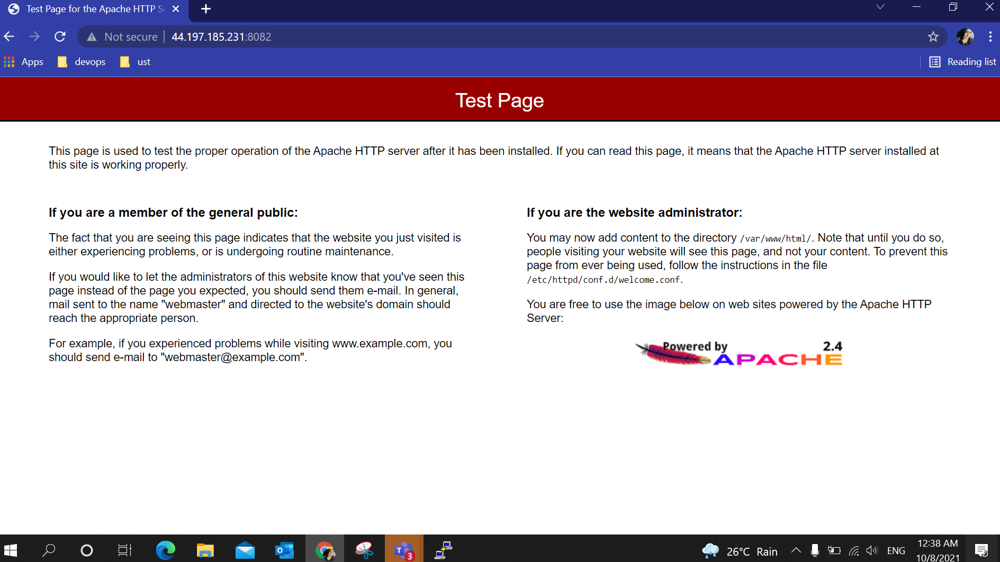 Test Page for the Apache HTTP S
Not secure
44.197.185.231:8082
Apps
devops
ust
Reading list
Test Page
This page is used to test the proper operation of the Apache HTTP server after it has been installed. If you can read this page, it means that the Apache HTTP server installed at
this site is working properly.
If you are a member of the general public:
The fact that you are seeing this page indicates that the website you just visited is
either experiencing problems, or is undergoing routine maintenance.
If you would like to let the administrators of this website know that you've seen this
page instead of the page you expected, you should send them e-mail. In general,
mail sent to the name "webmaster" and directed to the website's domain should
reach the appropriate person.
For example, if you experienced problems while visiting www.example.com, you
should send e-mail to "webmaster@example.com".
If you are the website administrator:
You may now add content to the directory /var/www/html/. Note that until you do so,
people visiting your website will see this page, and not your content. To prevent this
page from ever being used, follow the instructions in the file
/etc/httpd/conf.d/welcome.conf.
You are free to use the image below on web sites powered by the Apache HTTP
Server:
Powered by 2.4
APACHE
26°C Rain
ENG
12:38 AM
10/8/2021
3